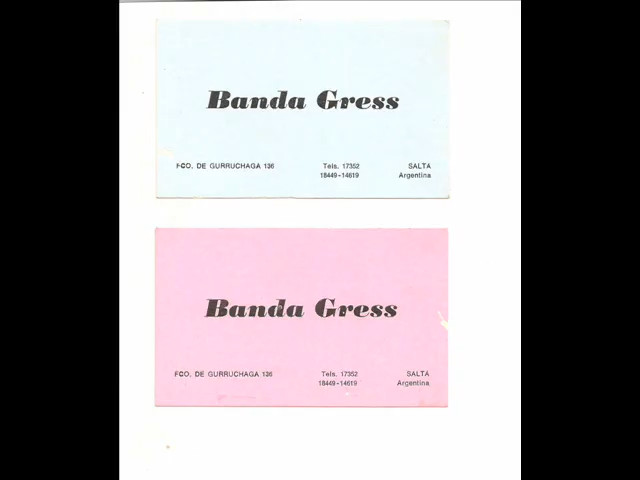 Banda Gress
FCO. DE GURRUCHAGA 136 Tels. 17352 SALTA
18449-14619 Argentina
Banda Gress
FCO. DE GURRUCHAGA 136 Tels. 17352 SALTA
18449-14619 Argentina